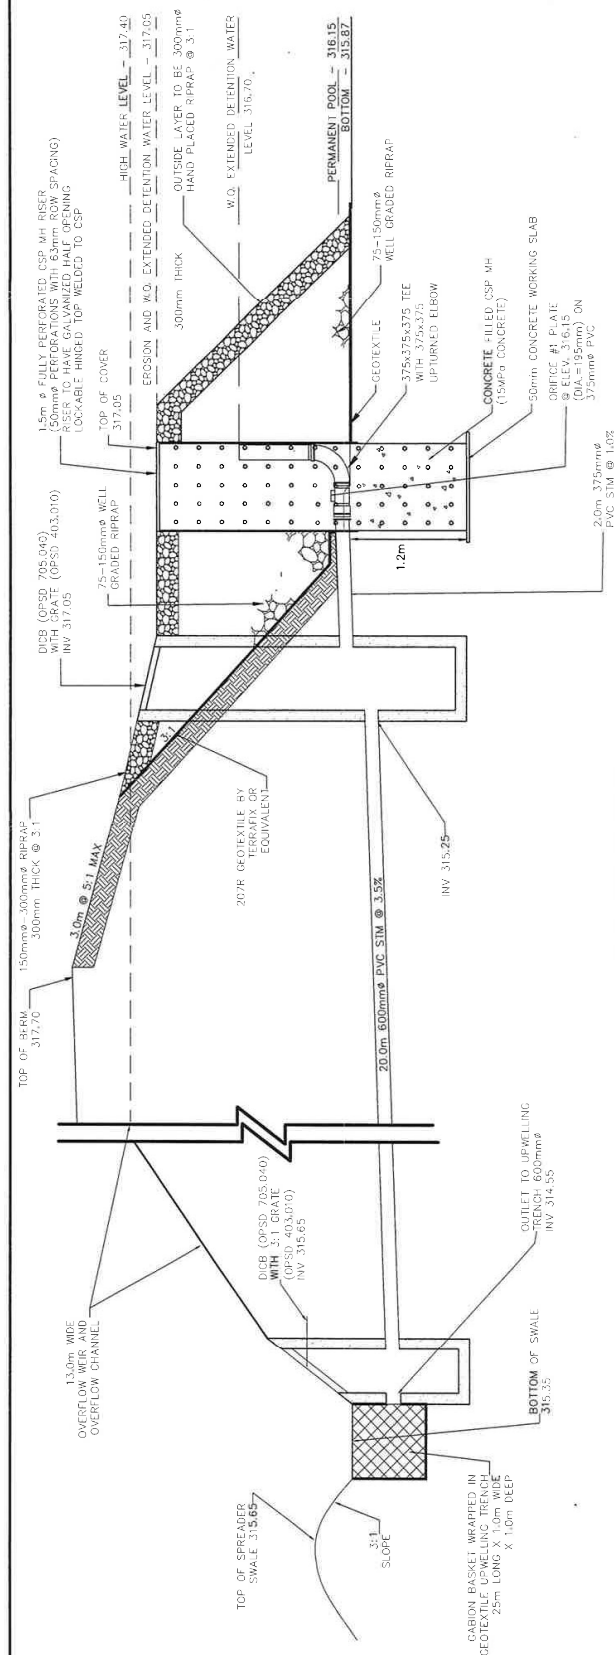 1.5m ø FULLY PERFORATED CSP MH RISER
(50mmø PERFORATIONS WITH 63mm ROW SPACING)
RISER TO HAVE GALVANIZED HALF OPENING
LOCKABLE HINGED TOP WELDED TO CSP
TOP OF COVER
317.05
HIGH WATER LEVEL - 317.40
EROSION AND W.Q. EXTENDED DETENTION WATER LEVEL - 317.05
OUTSIDE LAYER TO BE 300mmø
HAND PLACED RIPRAP @ 3:1
300mm THICK
W.Q. EXTENDED DETENTION WATER
LEVEL 316.70
PERMANENT POOL - 316.15
BOTTOM - 315.87
75-150mmø
WELL GRADED RIPRAP
GEOTEXTILE
375x375x375 TEE
WITH 375x375
UPTURNED ELBOW
CONCRETE FILLED CSP MH
(15MPa CONCRETE)
50mm CONCRETE WORKING SLAB
ORIFICE #1 PLATE
@ ELEV. 316.15
(DIA.=195mm) ON
375mmø PVC
2.0m 375mmø
PVC STM @ 1.0%
1.2m
DICB (OPSD 705.040)
WITH GRATE (OPSD 403.010)
INV 317.05
75-150mmø WELL
GRADED RIPRAP
150mmø-300mmø RIPRAP
300mm THICK @ 3:1
3:1
207R GEOTEXTILE BY
TERRAFIX OR
EQUIVALENT
INV 315.25
TOP OF BERM
317.70
3.0m @ 5:1 MAX
20.0m 600mmø PVC STM @ 3.5%
13.0m WIDE
OVERFLOW WEIR AND
OVERFLOW CHANNEL
DICB (OPSD 705.040)
WITH 3:1 GRATE
(OPSD 403.010)
INV 315.65
OUTLET TO UPWELLING
TRENCH 600mmø
INV 314.55
BOTTOM OF SWALE
315.35
TOP OF SPREADER
SWALE 315.65
3:1
SLOPE
GABION BASKET WRAPPED IN
GEOTEXTILE UPWELLING TRENCH
25m LONG X 1.0m WIDE
X 1.0m DEEP